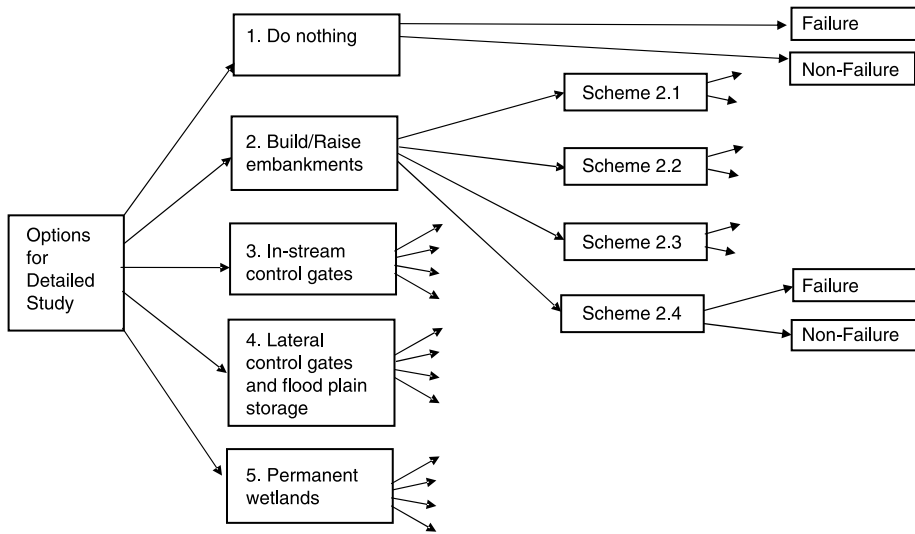 Options
for
Detailed
Study
1. Do nothing
Failure
Non-Failure
2. Build/Raise
embankments
Scheme 2.1
Scheme 2.2
Scheme 2.3
Scheme 2.4
Failure
Non-Failure
3. In-stream
control gates
4. Lateral
control gates
and flood plain
storage
5. Permanent
wetlands